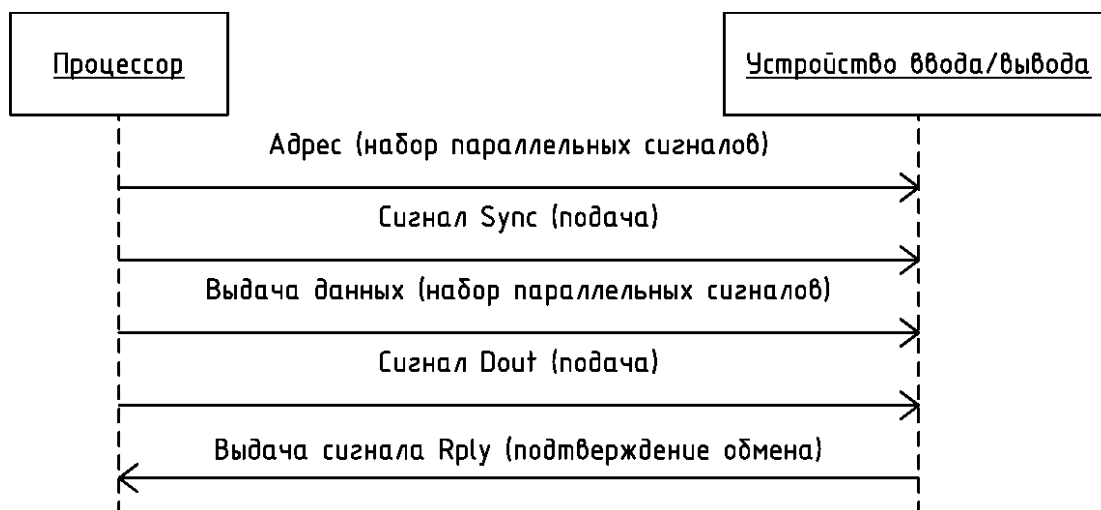 Процессор
Устройство ввода/вывода
Адрес (набор параллельных сигналов)
Сигнал Sync (подача)
Выдача данных (набор параллельных сигналов)
Сигнал Dout (подача)
Выдача сигнала Rply (подтверждение обмена)